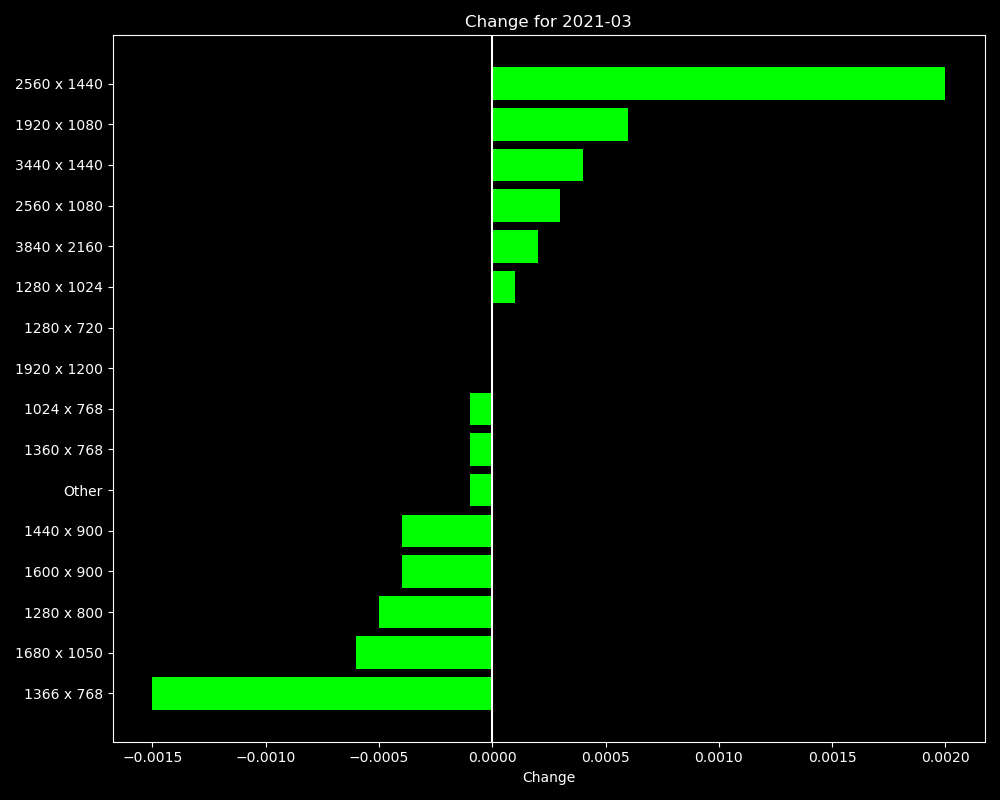 Change for 2021-03
2560 x 1440
1920 x 1080
3440 x 1440
2560 x 1080
3840 x 2160
1280 x 1024
1280 x 720
1920 x 1200
1024 x 768
1360 x 768
Other
1440 x 900
1600 x 900
1280 x 800
1680 x 1050
1366 x 768
−0.0015 −0.0010 −0.0005 0.0000 0.0005 0.0010 0.0015 0.0020
Change